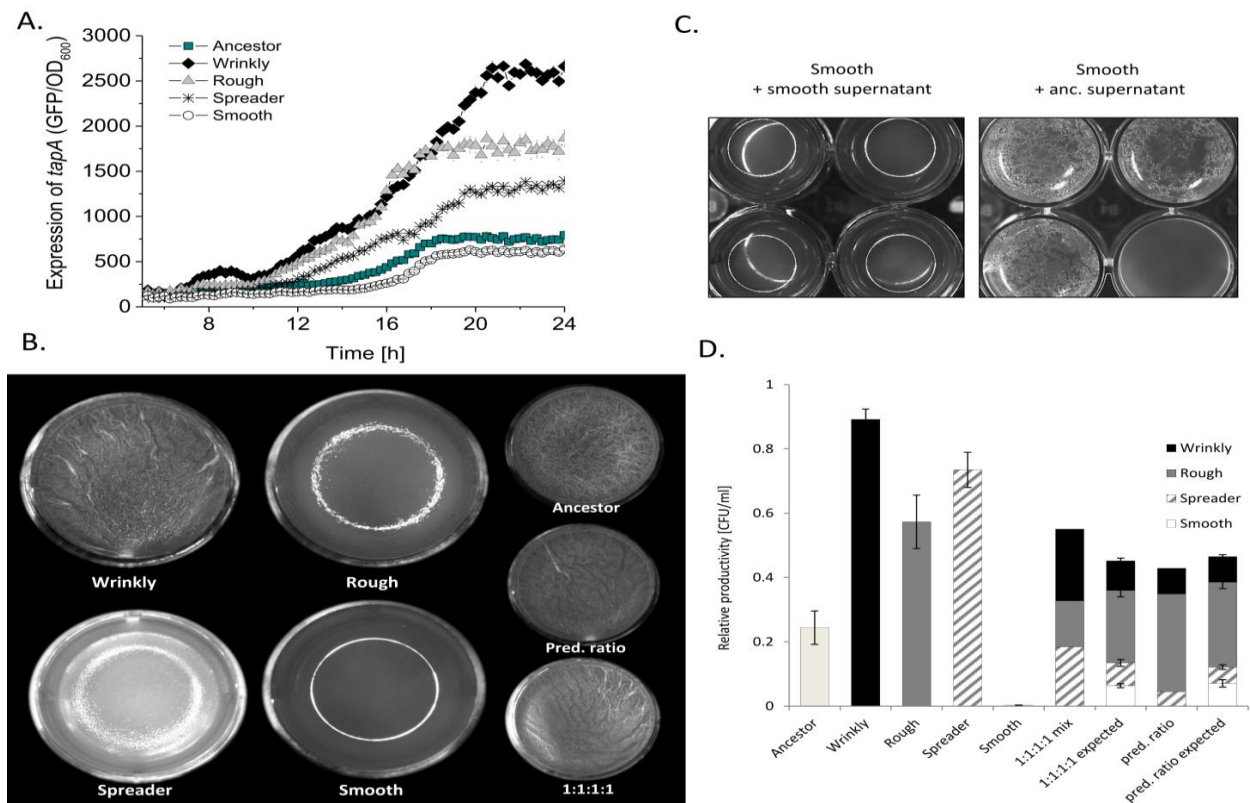 A.
Expression of tapA (GFP/OD600)
3000
2500
2000
1500
1000
500
0
Ancestor
Wrinkly
Rough
Spreader
Smooth
8
12
16
20
24
Time [h]
B.
Wrinkly
Rough
Ancestor
Pred. ratio
Spreader
Smooth
1:1:1:1
C.
Smooth
+ smooth supernatant
Smooth
+ anc. supernatant
D.
Relative productivity [CFU/ml]
1
0.8
0.6
0.4
0.2
0
Wrinkly
Rough
Spreader
Smooth
Ancestor
Wrinkly
Rough
Spreader
Smooth
1:1:1:1 mix
1:1:1:1 expected
pred. ratio
pred. ratio expected